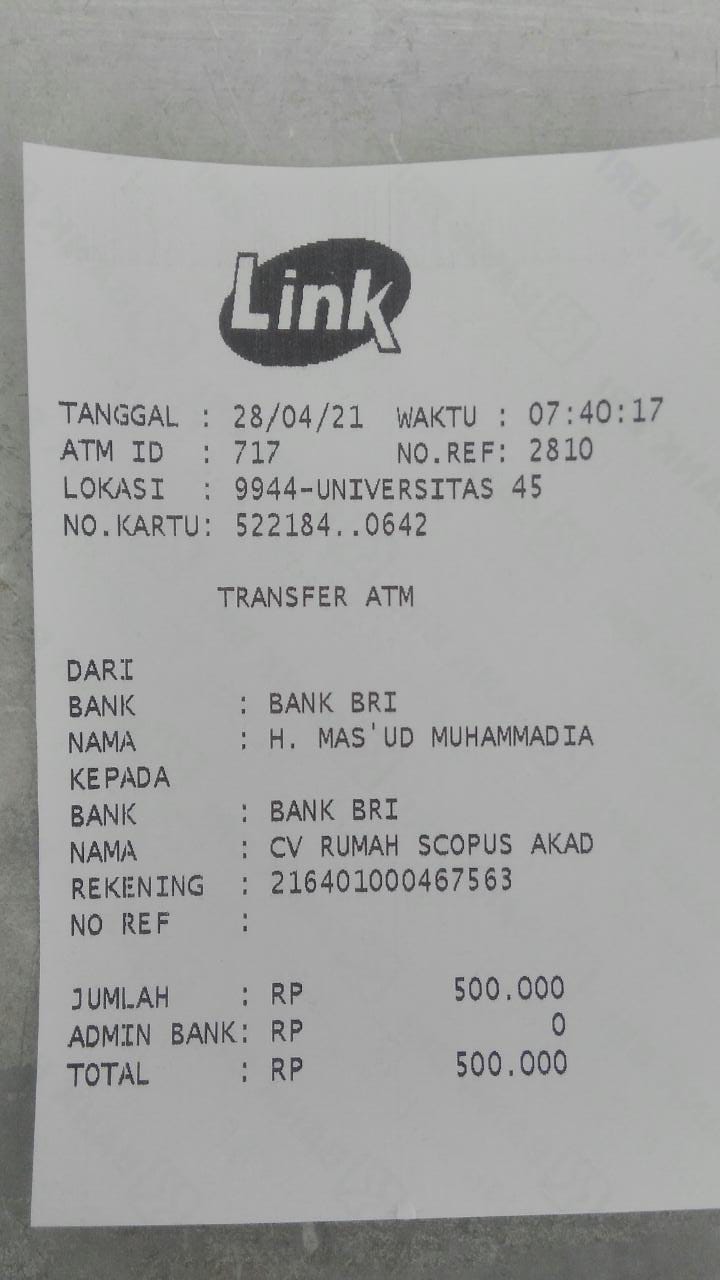 Link
TANGGAL : 28/04/21 WAKTU : 07:40:17
ATM ID : 717 NO.REF: 2810
LOKASI : 9944-UNIVERSITAS 45
NO.KARTU: 522184..0642
TRANSFER ATM
DARI
BANK : BANK BRI
NAMA : H. MAS'UD MUHAMMADIA
KEPADA
BANK : BANK BRI
NAMA : CV RUMAH SCOPUS AKAD
REKENING : 216401000467563
NO REF :
JUMLAH : RP 500.000
ADMIN BANK: RP 0
TOTAL : RP 500.000